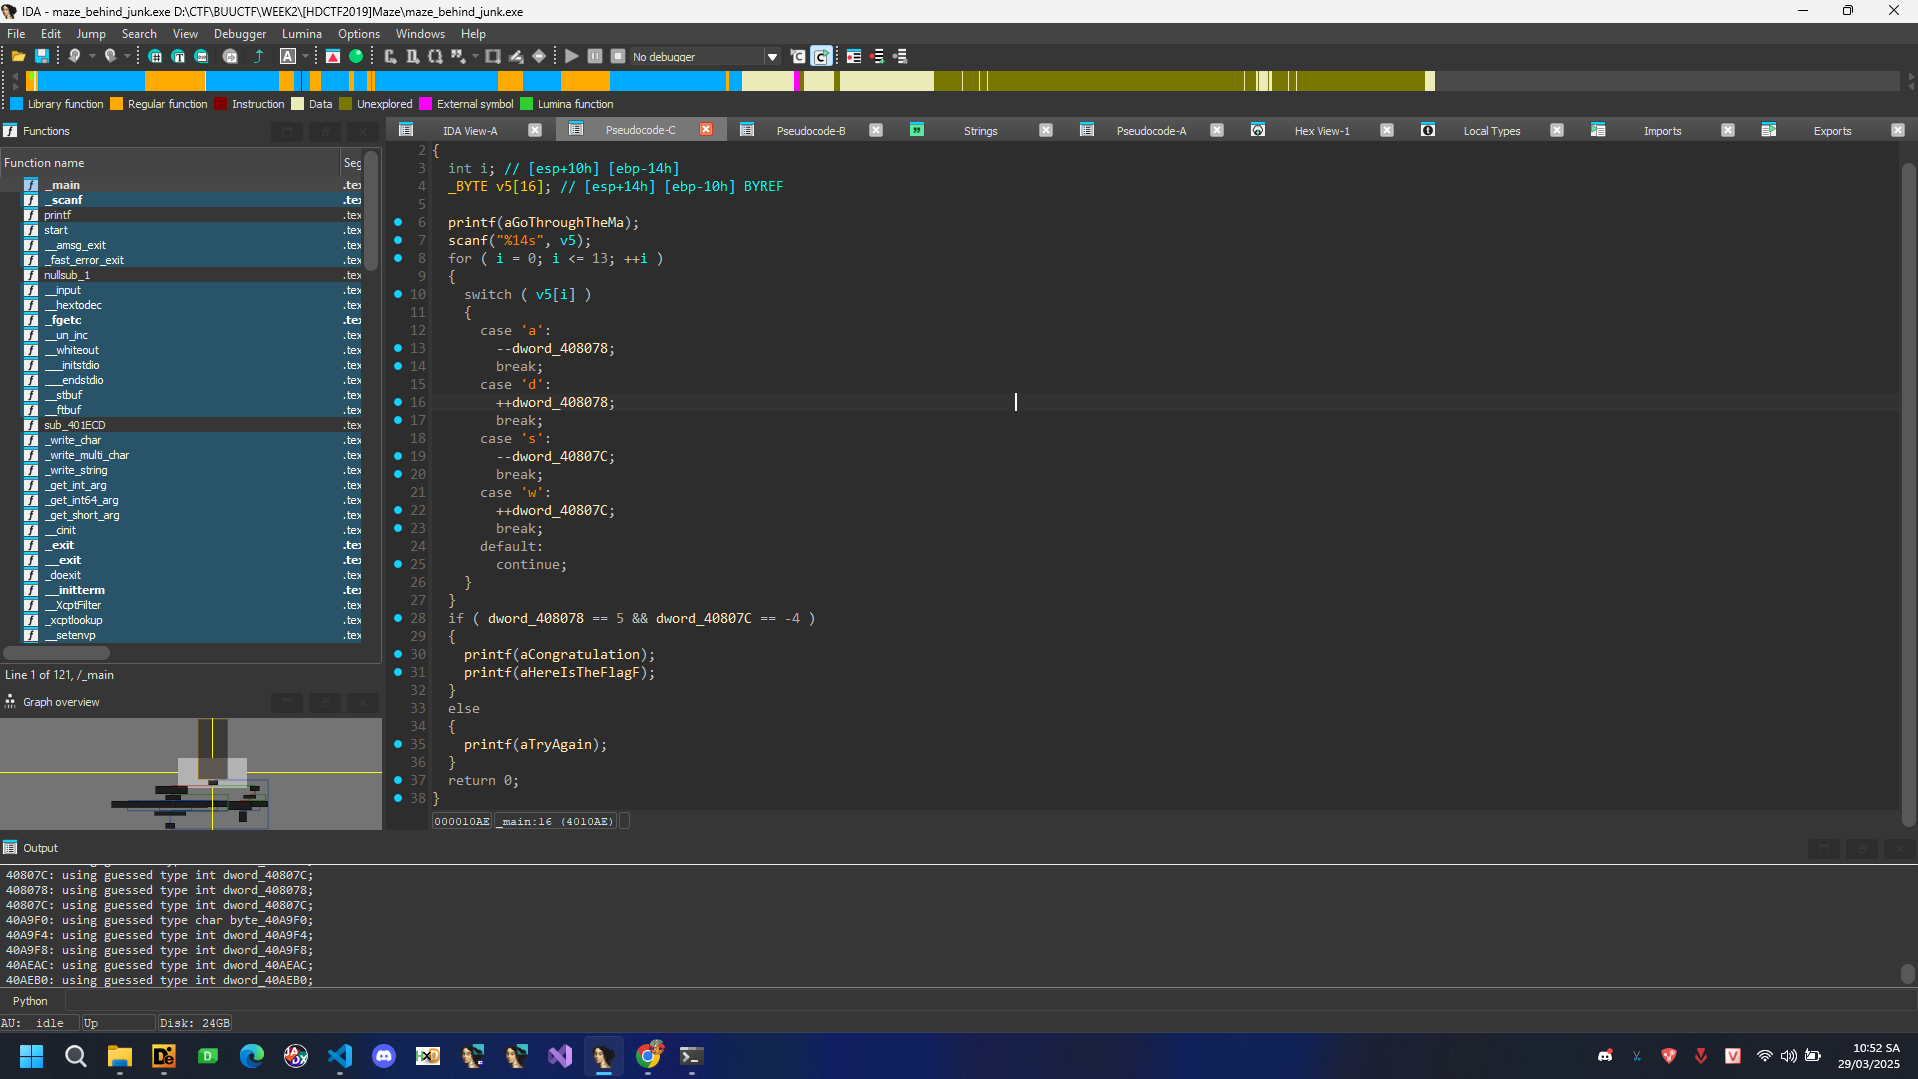 IDA - maze_behind_junk.exe D:\CTF\BUUCTF\WEEK2\[HDCTF2019]Maze\maze_behind_junk.exe
File Edit Jump Search View Debugger Lumina Options Windows Help
A No debugger
Library function Regular function Instruction Data Unexplored External symbol Lumina function
Functions
IDA View-A Pseudocode-C Pseudocode-B Strings Pseudocode-A Hex View-1 Local Types Imports Exports
Function name Seg
_main .tex
_scanf .tex
printf .tex
start .tex
__amsg_exit .tex
_fast_error_exit .tex
nullsub_1 .tex
__input .tex
__hextodec .tex
_fgetc .tex
__un_inc .tex
__whiteout .tex
___initstdio .tex
___endstdio .tex
__stbuf .tex
__ftbuf .tex
sub_401ECD .tex
_write_char .tex
_write_multi_char .tex
_write_string .tex
_get_int_arg .tex
_get_int64_arg .tex
_get_short_arg .tex
__cinit .tex
_exit .tex
__exit .tex
_doexit .tex
__initterm .tex
__XcptFilter .tex
_xcptlookup .tex
__setenvp .tex
Line 1 of 121, /_main
Graph overview
2 {
3 int i; // [esp+10h] [ebp-14h]
4 _BYTE v5[16]; // [esp+14h] [ebp-10h] BYREF
5
6 printf(aGoThroughTheMa);
7 scanf("%14s", v5);
8 for ( i = 0; i <= 13; ++i )
9 {
10 switch ( v5[i] )
11 {
12 case 'a':
13 --dword_408078;
14 break;
15 case 'd':
16 ++dword_408078;
17 break;
18 case 's':
19 --dword_40807C;
20 break;
21 case 'w':
22 ++dword_40807C;
23 break;
24 default:
25 continue;
26 }
27 }
28 if ( dword_408078 == 5 && dword_40807C == -4 )
29 {
30 printf(aCongratulation);
31 printf(aHereIsTheFlagF);
32 }
33 else
34 {
35 printf(aTryAgain);
36 }
37 return 0;
38 }
000010AE _main:16 (4010AE)
Output
40807C: using guessed type int dword_40807C;
408078: using guessed type int dword_408078;
40807C: using guessed type int dword_40807C;
40A9F0: using guessed type char byte_40A9F0;
40A9F4: using guessed type int dword_40A9F4;
40A9F8: using guessed type int dword_40A9F8;
40AEAC: using guessed type int dword_40AEAC;
40AEB0: using guessed type int dword_40AEB0;
Python
AU: idle Up Disk: 24GB
10:52 SA
29/03/2025